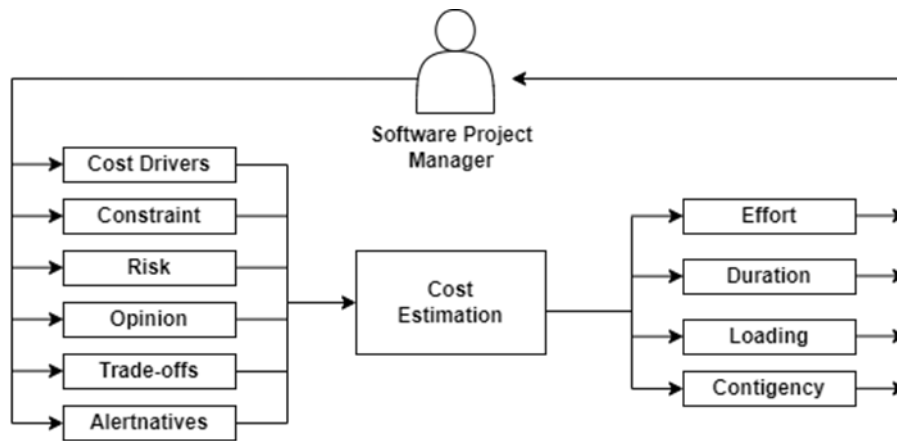 Software Project
Manager
Cost Drivers
Constraint
Risk
Opinion
Trade-offs
Alertnatives
Cost
Estimation
Effort
Duration
Loading
Contigency